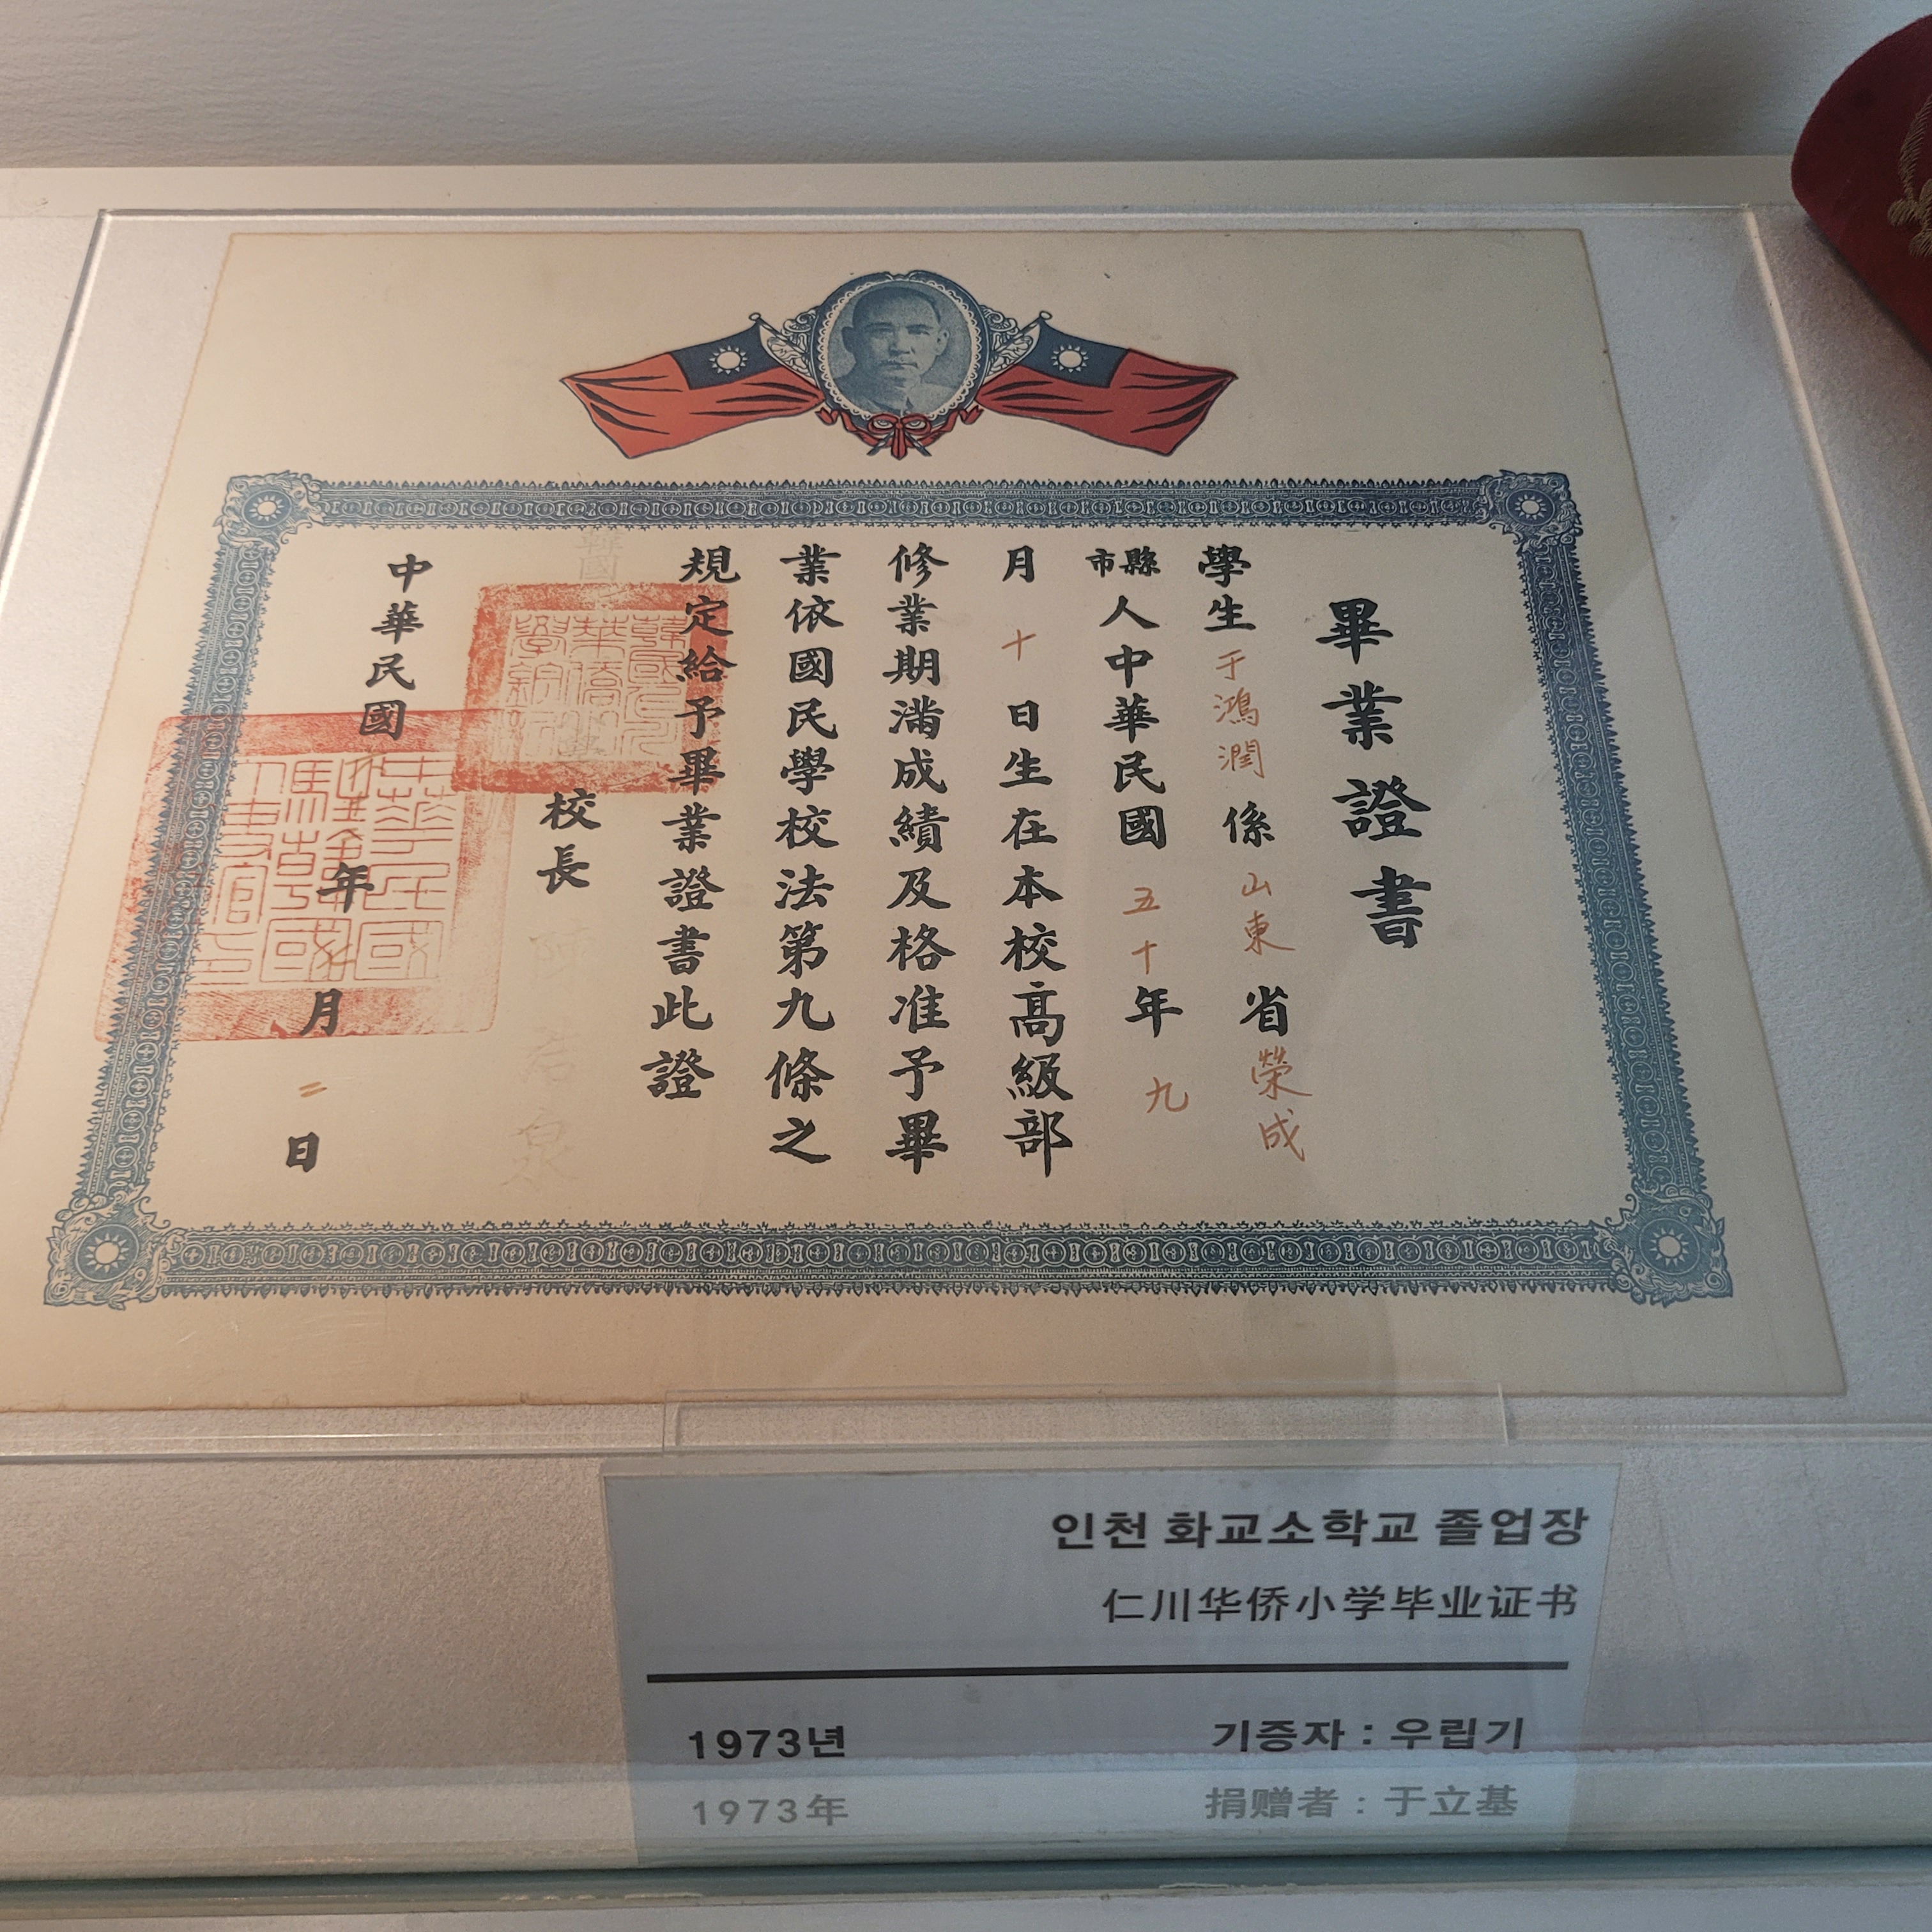 畢業證書
學生于鴻潤係山東省榮成
市縣人中華民國五十年九
月十日生在本校高級部
修業期滿成績及格准予畢
業依國民學校法第九條之
規定給予畢業證書此證
校長
中華民國年月二日
인천 화교소학교 졸업장
仁川华侨小学毕业证书
1973년 기증자 : 우립기
1973年 捐赠者 : 于立基